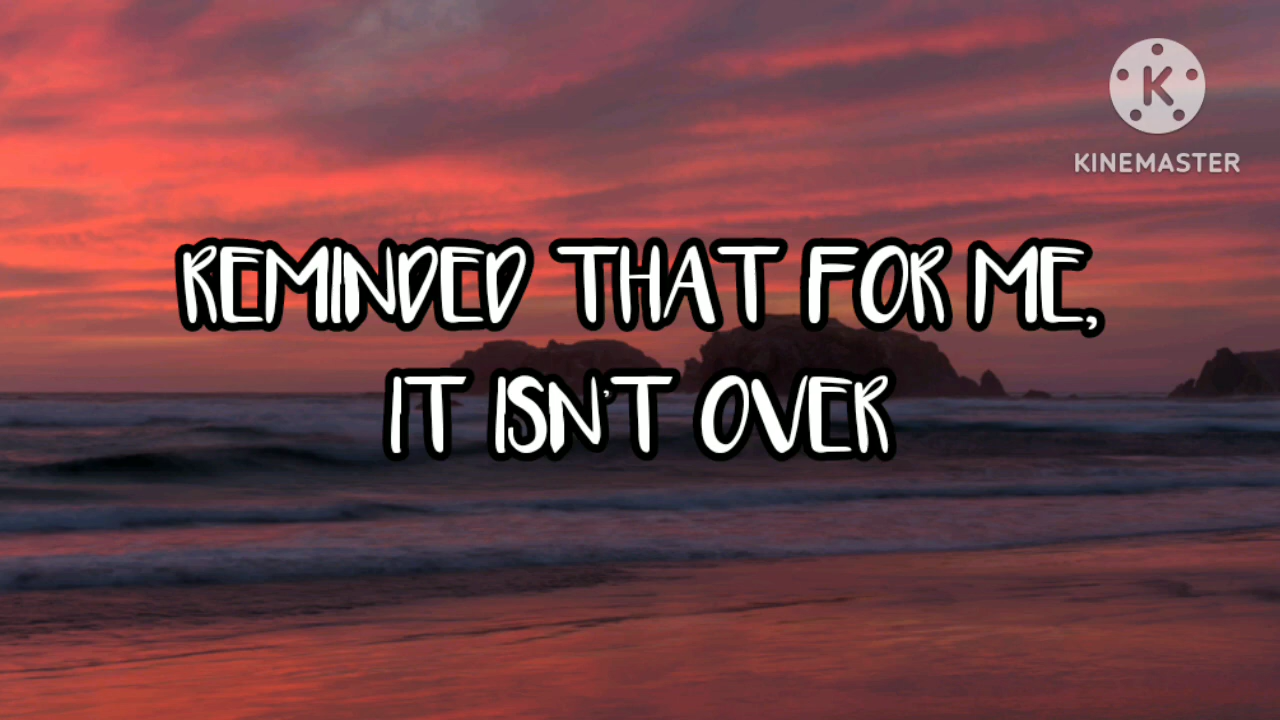 K
KINEMASTER
REMINDED THAT FOR ME,
IT ISN'T OVER